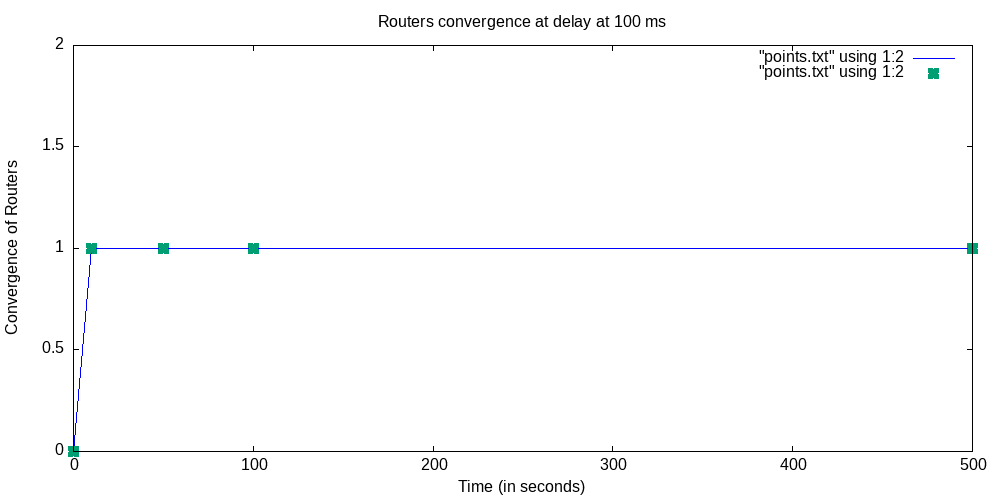 Routers convergence at delay at 100 ms
"points.txt" using 1:2
"points.txt" using 1:2
2
1.5
1
0.5
0
Convergence of Routers
0 100 200 300 400 500
Time (in seconds)